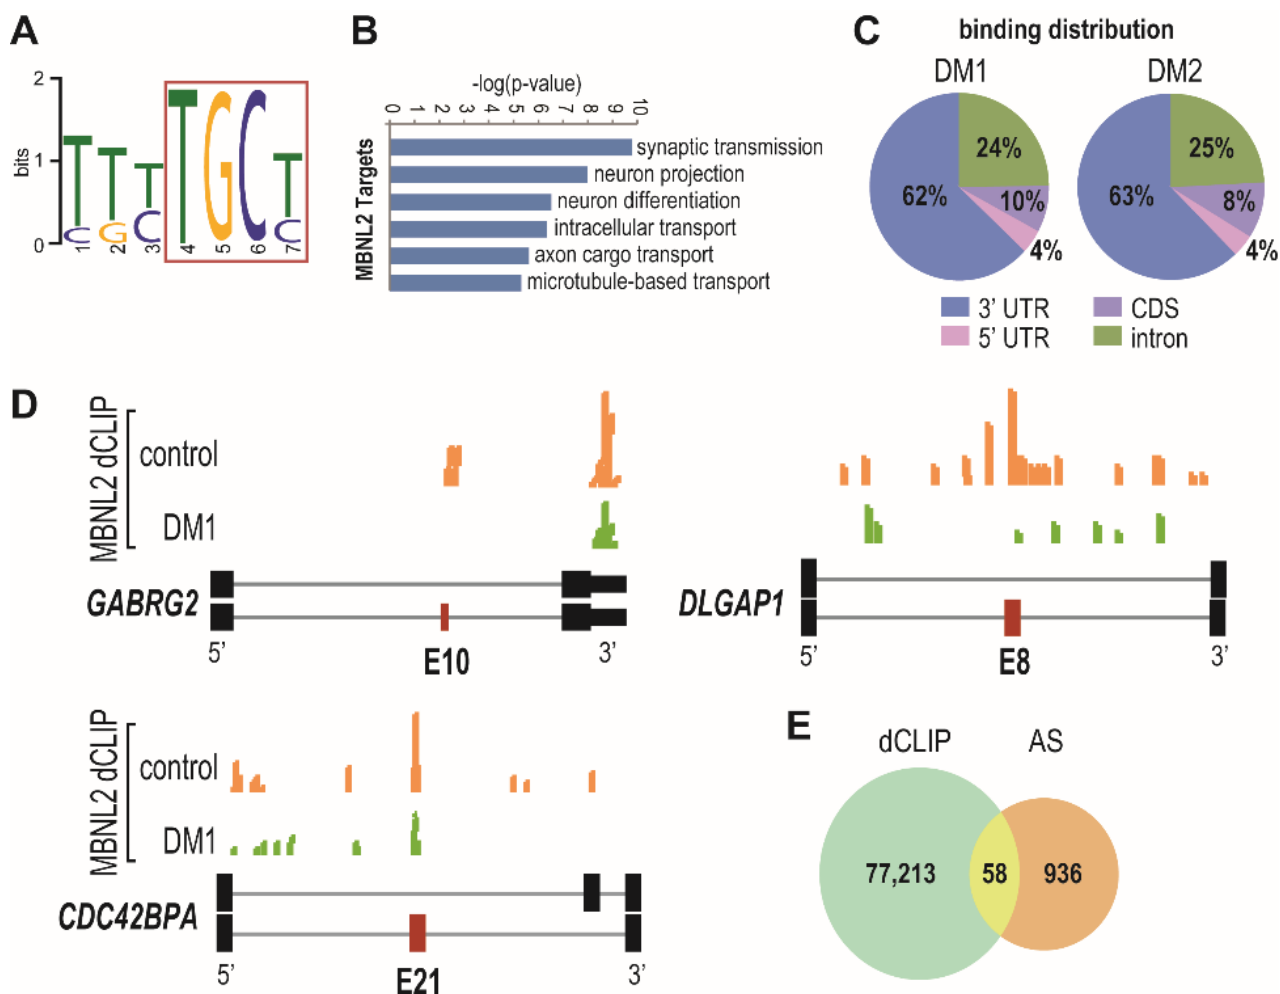 A
2
bits
1
0
T T T T G C T
C G C C
1 2 3 4 5 6 7
B
-log(p-value)
0 1 2 3 4 5 6 7 8 9 10
MBNL2 Targets
synaptic transmission
neuron projection
neuron differentiation
intracellular transport
axon cargo transport
microtubule-based transport
C
binding distribution
DM1 DM2
24% 25%
62% 10% 63% 8%
4% 4%
3’ UTR CDS
5’ UTR intron
D
MBNL2 dCLIP
control
DM1
GABRG2
5’ 3’
E10
DLGAP1
5’ 3’
E8
MBNL2 dCLIP
control
DM1
CDC42BPA
5’ 3’
E21
E
dCLIP AS
77,213 58 936